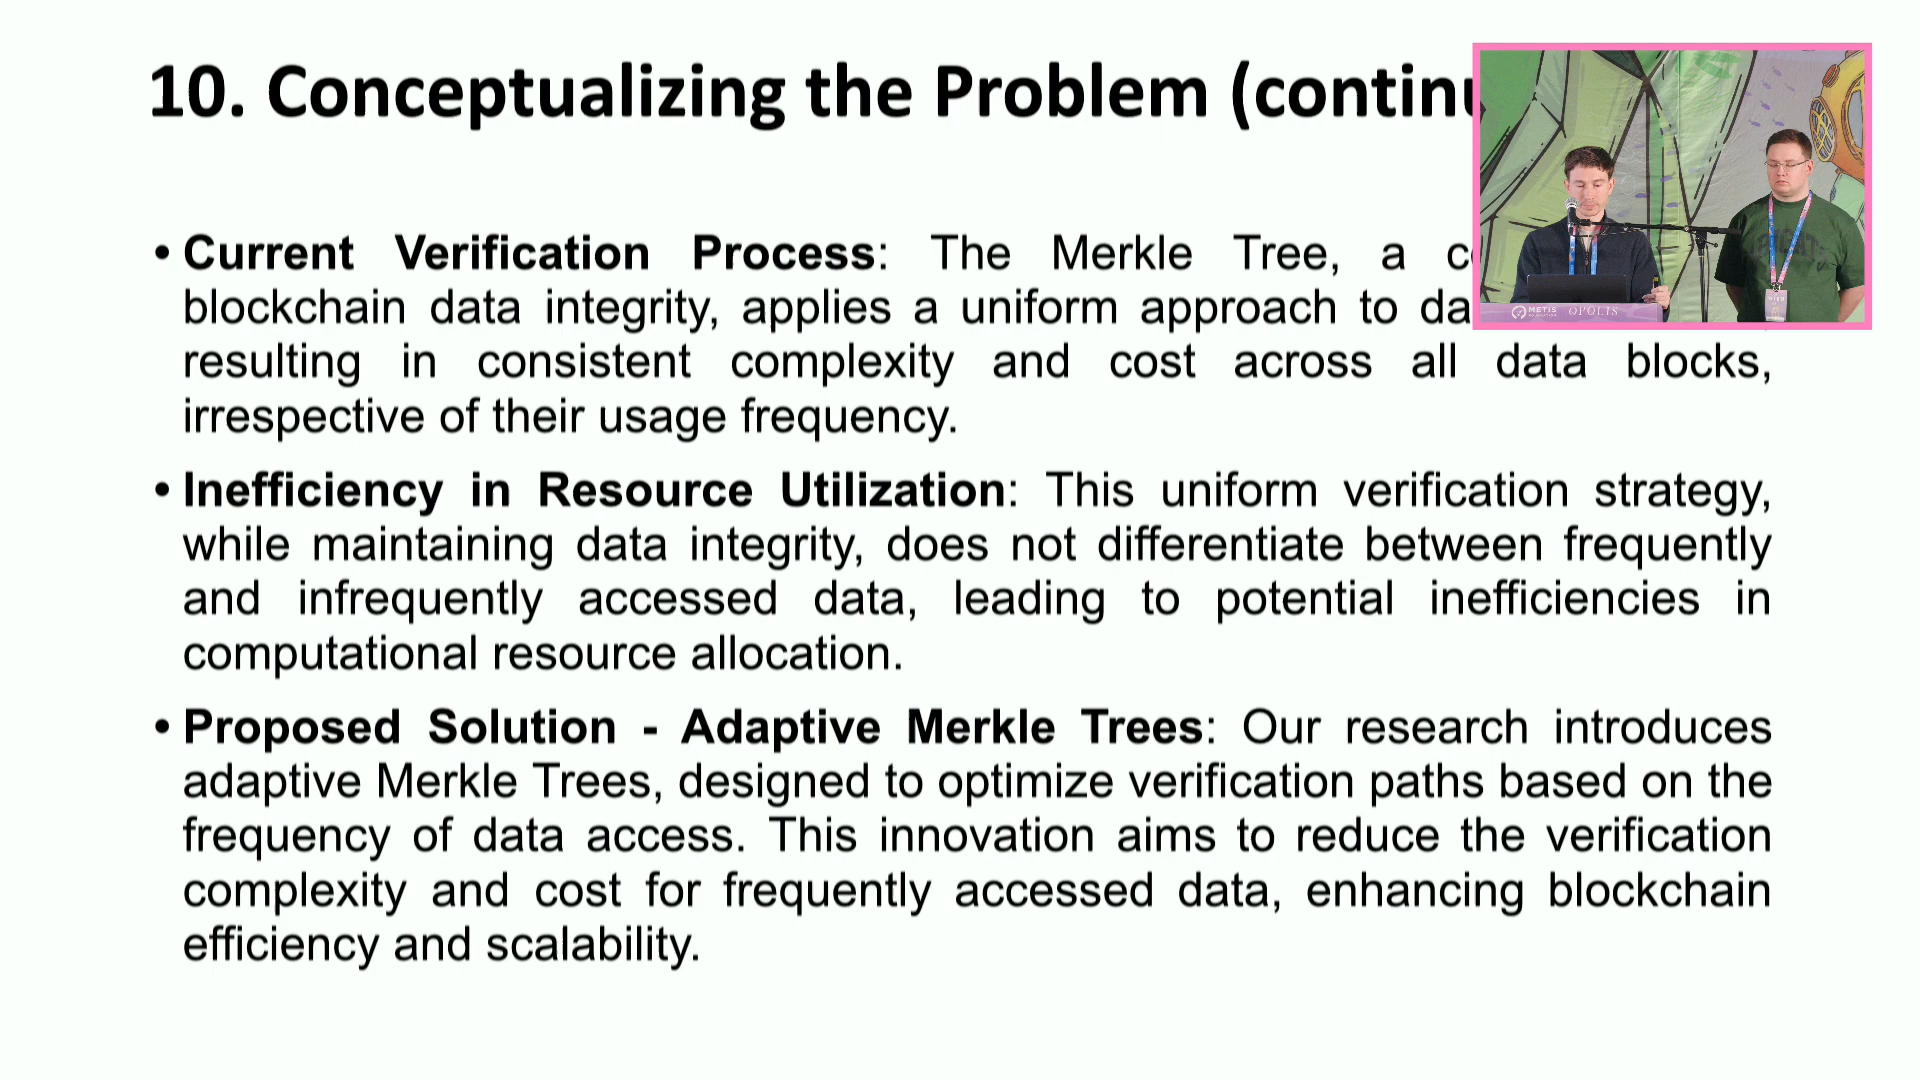 10. Conceptualizing the Problem
• Current Verification Process: The Merkle Tree, a
blockchain data integrity, applies a uniform approach to
resulting in consistent complexity and cost across all data blocks,
irrespective of their usage frequency.
• Inefficiency in Resource Utilization: This uniform verification strategy,
while maintaining data integrity, does not differentiate between frequently
and infrequently accessed data, leading to potential inefficiencies in
computational resource allocation.
• Proposed Solution - Adaptive Merkle Trees: Our research introduces
adaptive Merkle Trees, designed to optimize verification paths based on the
frequency of data access. This innovation aims to reduce the verification
complexity and cost for frequently accessed data, enhancing blockchain
efficiency and scalability.
METIS
OPOLIS